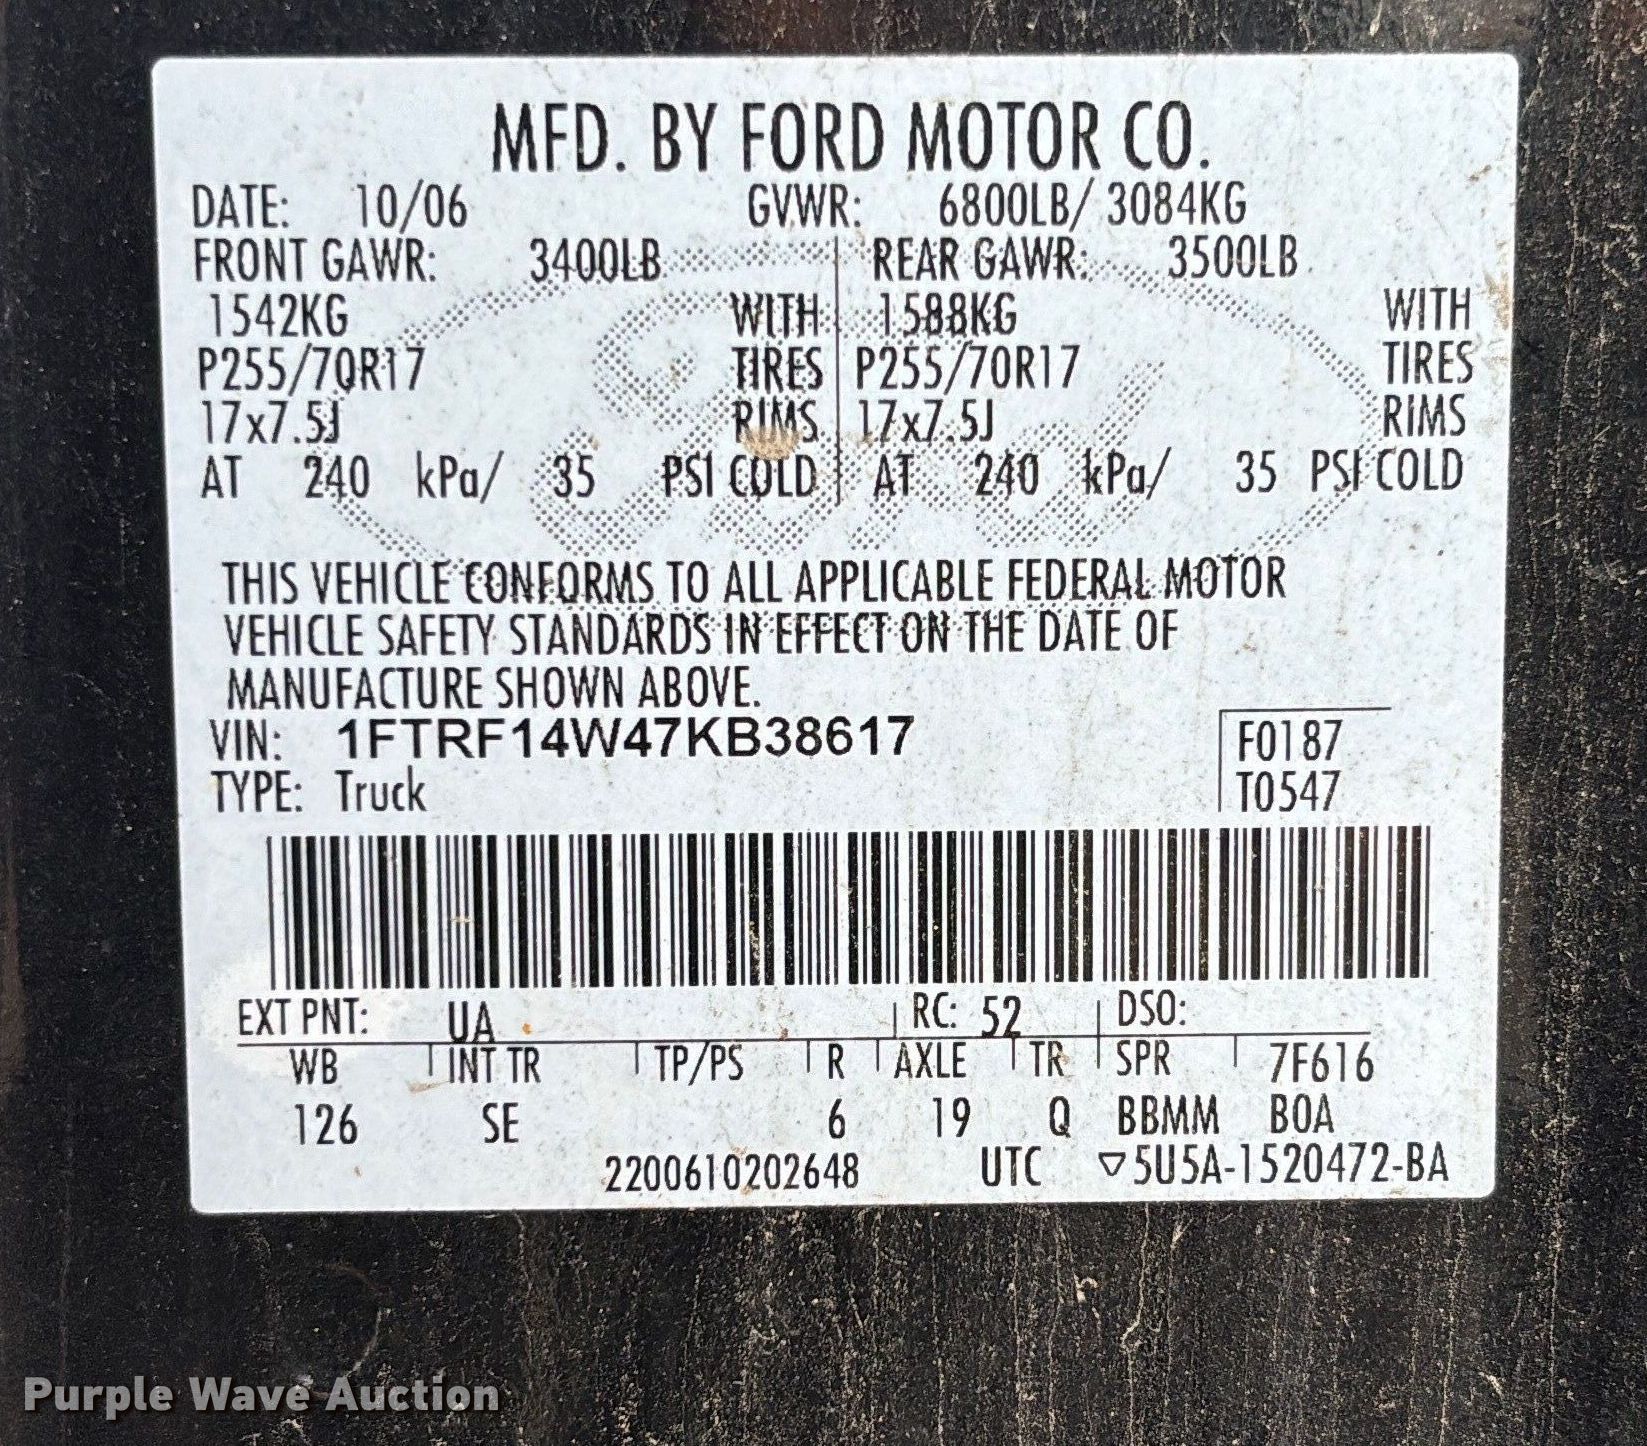 MFD. BY FORD MOTOR CO.
DATE: 10/06 GVWR: 6800LB/ 3084KG
FRONT GAWR: 3400LB REAR GAWR: 3500LB
1542KG WITH 1588KG WITH
P255/70R17 TIRES P255/70R17 TIRES
17x7.5J RIMS 17x7.5J RIMS
AT 240 kPa/ 35 PSI COLD AT 240 kPa/ 35 PSI COLD
THIS VEHICLE CONFORMS TO ALL APPLICABLE FEDERAL MOTOR
VEHICLE SAFETY STANDARDS IN EFFECT ON THE DATE OF
MANUFACTURE SHOWN ABOVE.
VIN: 1FTRF14W47KB38617 F0187
TYPE: Truck T0547
EXT PNT: UA RC: 52 DSO:
WB INT TR TP/PS R AXLE TR SPR 7F616
126 SE 6 19 Q BBMM BOA
2200610202648 UTC ▽5U5A-1520472-BA
Purple Wave Auction